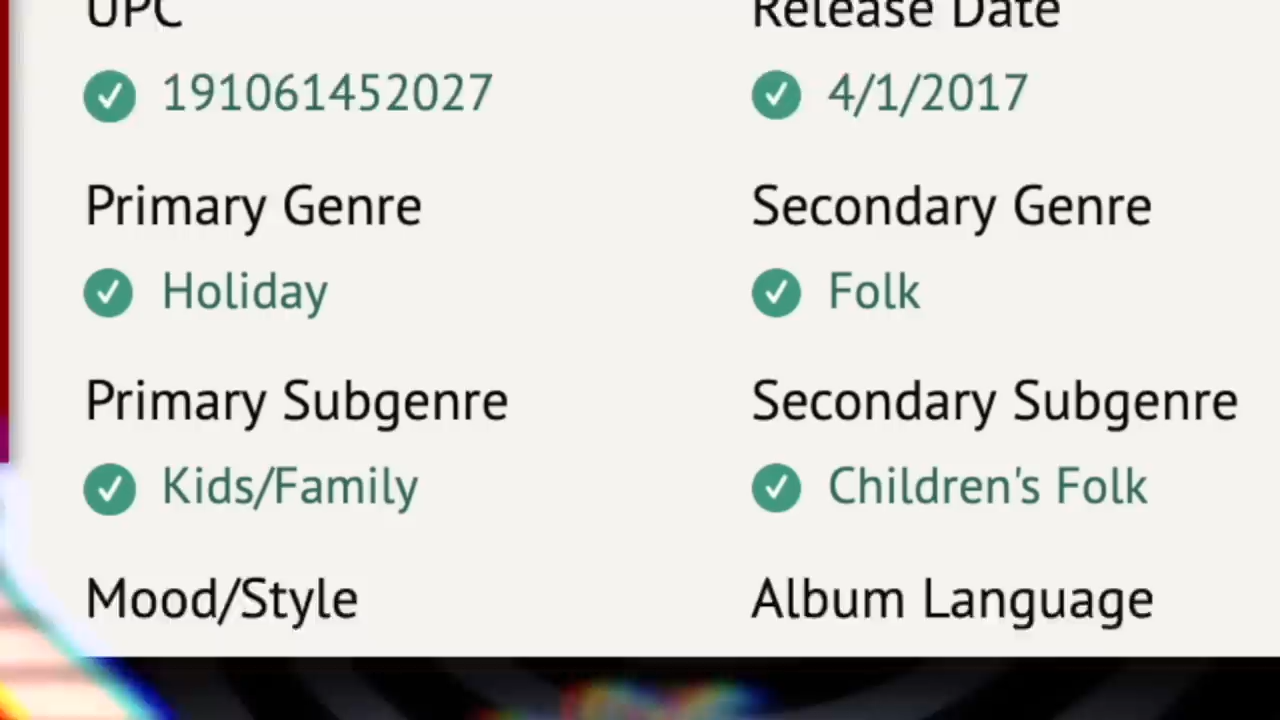 UPC Release Date
191061452027 4/1/2017
Primary Genre Secondary Genre
Holiday Folk
Primary Subgenre Secondary Subgenre
Kids/Family Children's Folk
Mood/Style Album Language